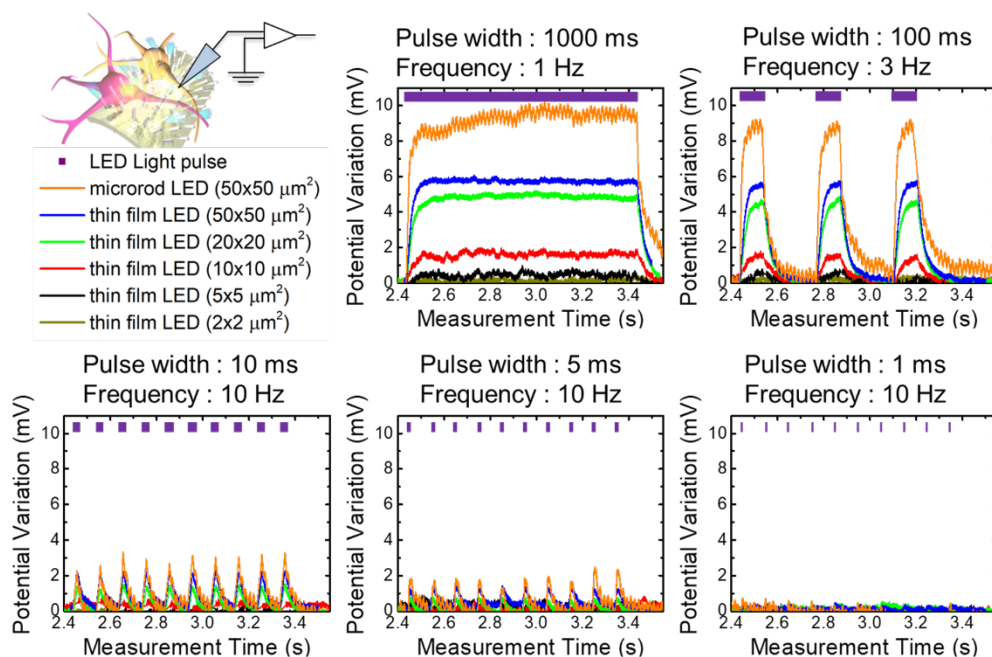 Pulse width : 1000 ms
Frequency : 1 Hz
Pulse width : 100 ms
Frequency : 3 Hz
LED Light pulse
microrod LED (50x50 μm²)
thin film LED (50x50 μm²)
thin film LED (20x20 μm²)
thin film LED (10x10 μm²)
thin film LED (5x5 μm²)
thin film LED (2x2 μm²)
Potential Variation (mV)
10
8
6
4
2
0
2.4 2.6 2.8 3.0 3.2 3.4
Measurement Time (s)
Potential Variation (mV)
10
8
6
4
2
0
2.4 2.6 2.8 3.0 3.2 3.4
Measurement Time (s)
Pulse width : 10 ms
Frequency : 10 Hz
Potential Variation (mV)
10
8
6
4
2
0
2.4 2.6 2.8 3.0 3.2 3.4
Measurement Time (s)
Pulse width : 5 ms
Frequency : 10 Hz
Potential Variation (mV)
10
8
6
4
2
0
2.4 2.6 2.8 3.0 3.2 3.4
Measurement Time (s)
Pulse width : 1 ms
Frequency : 10 Hz
Potential Variation (mV)
10
8
6
4
2
0
2.4 2.6 2.8 3.0 3.2 3.4
Measurement Time (s)